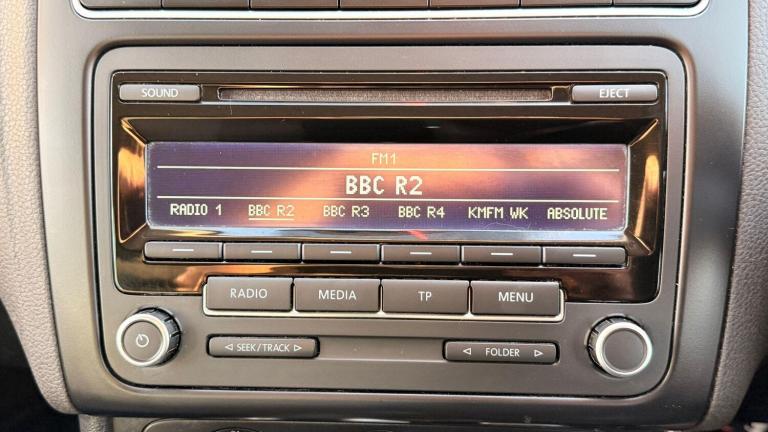 SOUND EJECT
FM1
BBC R2
RADIO 1 BBC R2 BBC R3 BBC R4 KMFM WK ABSOLUTE
RADIO MEDIA TP MENU
◁ SEEK/TRACK ▷ ◁ FOLDER ▷